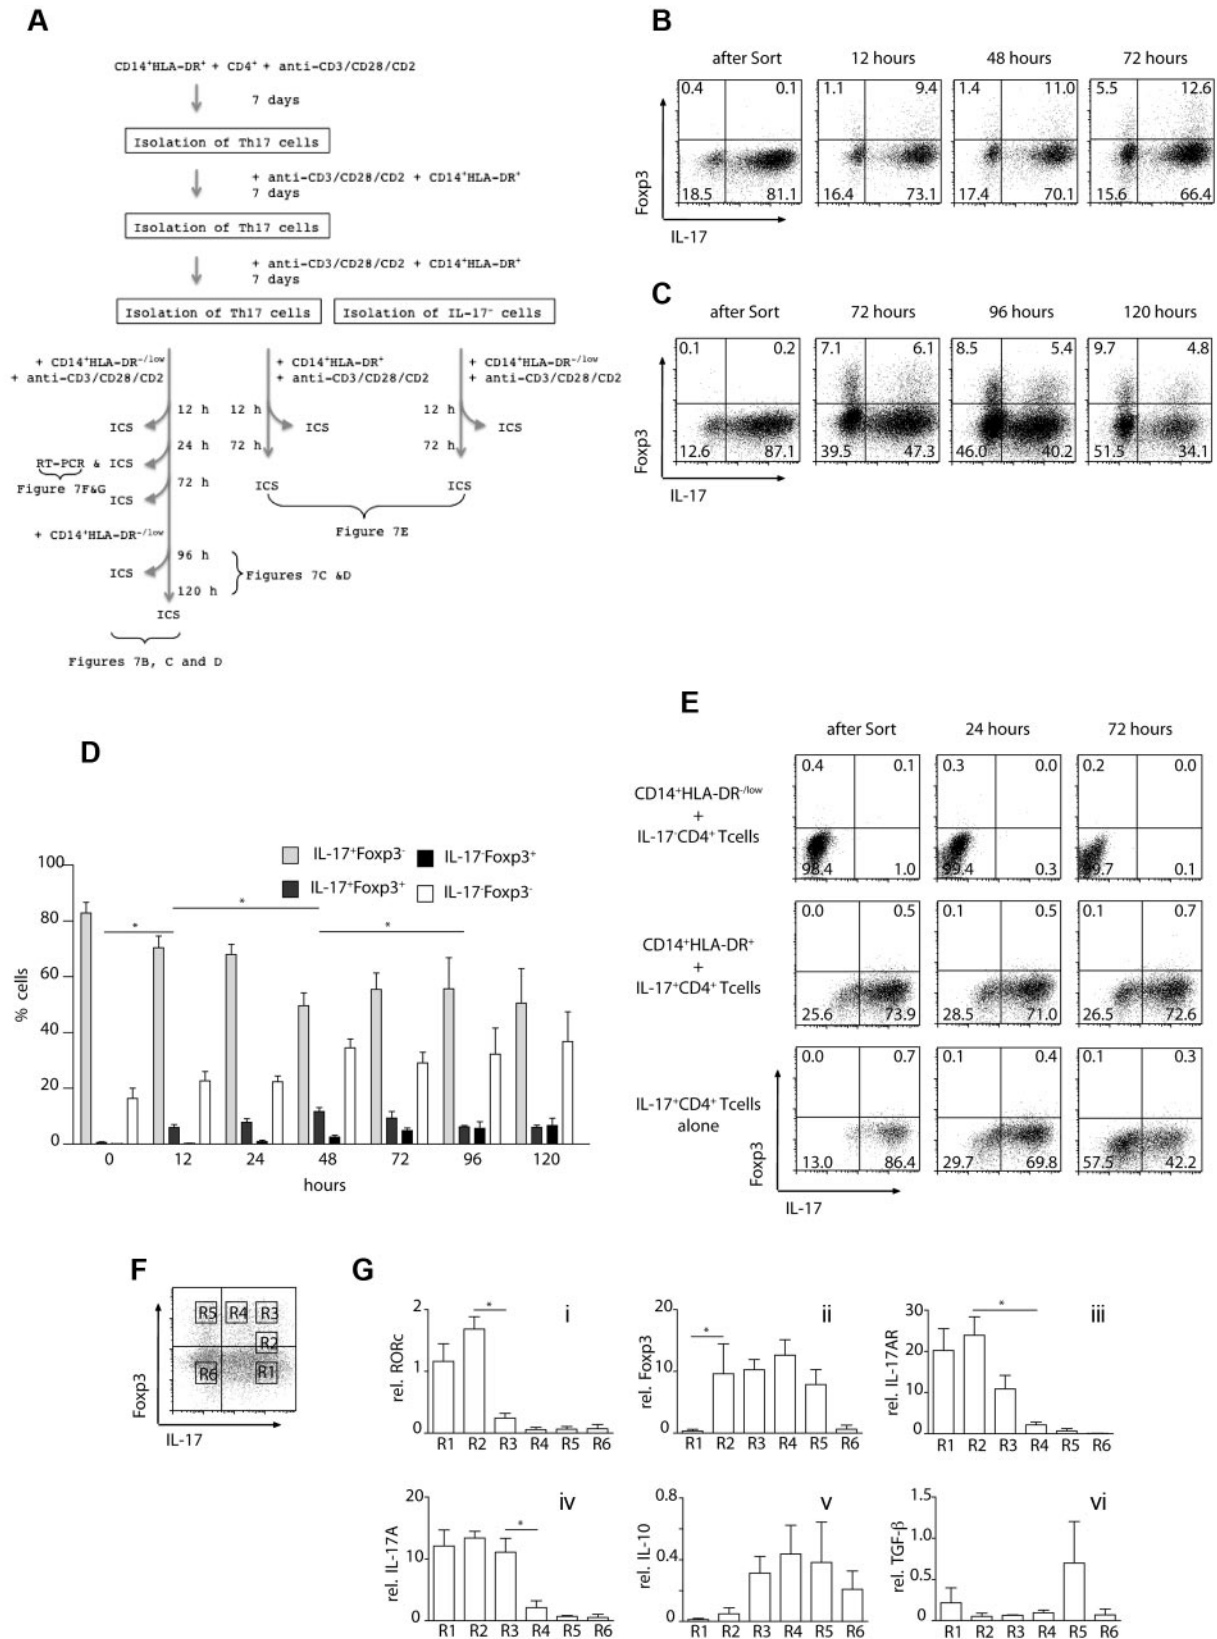 A
CD14⁺HLA-DR⁺ + CD4⁺ + anti-CD3/CD28/CD2
7 days
Isolation of Th17 cells
+ anti-CD3/CD28/CD2 + CD14⁺HLA-DR⁺
7 days
Isolation of Th17 cells
+ anti-CD3/CD28/CD2 + CD14⁺HLA-DR⁺
7 days
Isolation of Th17 cells
Isolation of IL-17⁻ cells
+ CD14⁺HLA-DR⁻/low
+ anti-CD3/CD28/CD2
+ CD14⁺HLA-DR⁺
+ anti-CD3/CD28/CD2
+ CD14⁺HLA-DR⁻/low
+ anti-CD3/CD28/CD2
12 h
12 h
12 h
ICS
ICS
ICS
24 h
72 h
72 h
RT-PCR & ICS
Figure 7F&G
72 h
ICS
ICS
ICS
Figure 7E
+ CD14⁺HLA-DR⁻/low
96 h
ICS
120 h
Figures 7C &D
ICS
Figures 7B, C and D
B
after Sort
12 hours
48 hours
72 hours
0.4 0.1
1.1 9.4
1.4 11.0
5.5 12.6
18.5 81.1
16.4 73.1
17.4 70.1
15.6 66.4
Foxp3
IL-17
C
after Sort
72 hours
96 hours
120 hours
0.1 0.2
7.1 6.1
8.5 5.4
9.7 4.8
12.6 87.1
39.5 47.3
46.0 40.2
51.5 34.1
Foxp3
IL-17
D
IL-17⁺Foxp3⁻
IL-17⁻Foxp3⁺
IL-17⁺Foxp3⁺
IL-17⁻Foxp3⁻
100
80
60
40
20
0
% cells
*
*
*
0 12 24 48 72 96 120
hours
E
after Sort
24 hours
72 hours
CD14⁺HLA-DR⁻/low
+
IL-17⁻CD4⁺ Tcells
0.4 0.1
0.3 0.0
0.2 0.0
98.4 1.0
99.4 0.3
99.7 0.1
CD14⁺HLA-DR⁺
+
IL-17⁺CD4⁺ Tcells
0.0 0.5
0.1 0.5
0.1 0.7
25.6 73.9
28.5 71.0
26.5 72.6
IL-17⁺CD4⁺ Tcells
alone
0.0 0.7
0.1 0.4
0.1 0.3
13.0 86.4
29.7 69.8
57.5 42.2
Foxp3
IL-17
F
R5 R4 R3
R2
R6 R1
Foxp3
IL-17
G
i
rel. RORc
2
1
0
*
R1 R2 R3 R4 R5 R6
ii
rel. Foxp3
20
10
0
*
R1 R2 R3 R4 R5 R6
iii
rel. IL-17AR
30
20
10
0
*
R1 R2 R3 R4 R5 R6
iv
rel. IL-17A
20
10
0
*
R1 R2 R3 R4 R5 R6
v
rel. IL-10
0.8
0.4
0
R1 R2 R3 R4 R5 R6
vi
rel. TGF-β
1.5
1.0
0.5
0
R1 R2 R3 R4 R5 R6